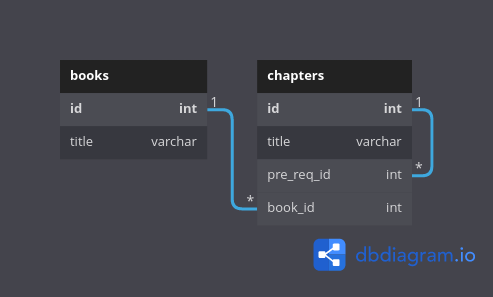 books
id int
title varchar
chapters
id int
title varchar
pre_req_id int
book_id int
1
*
1
*
dbdiagram.io